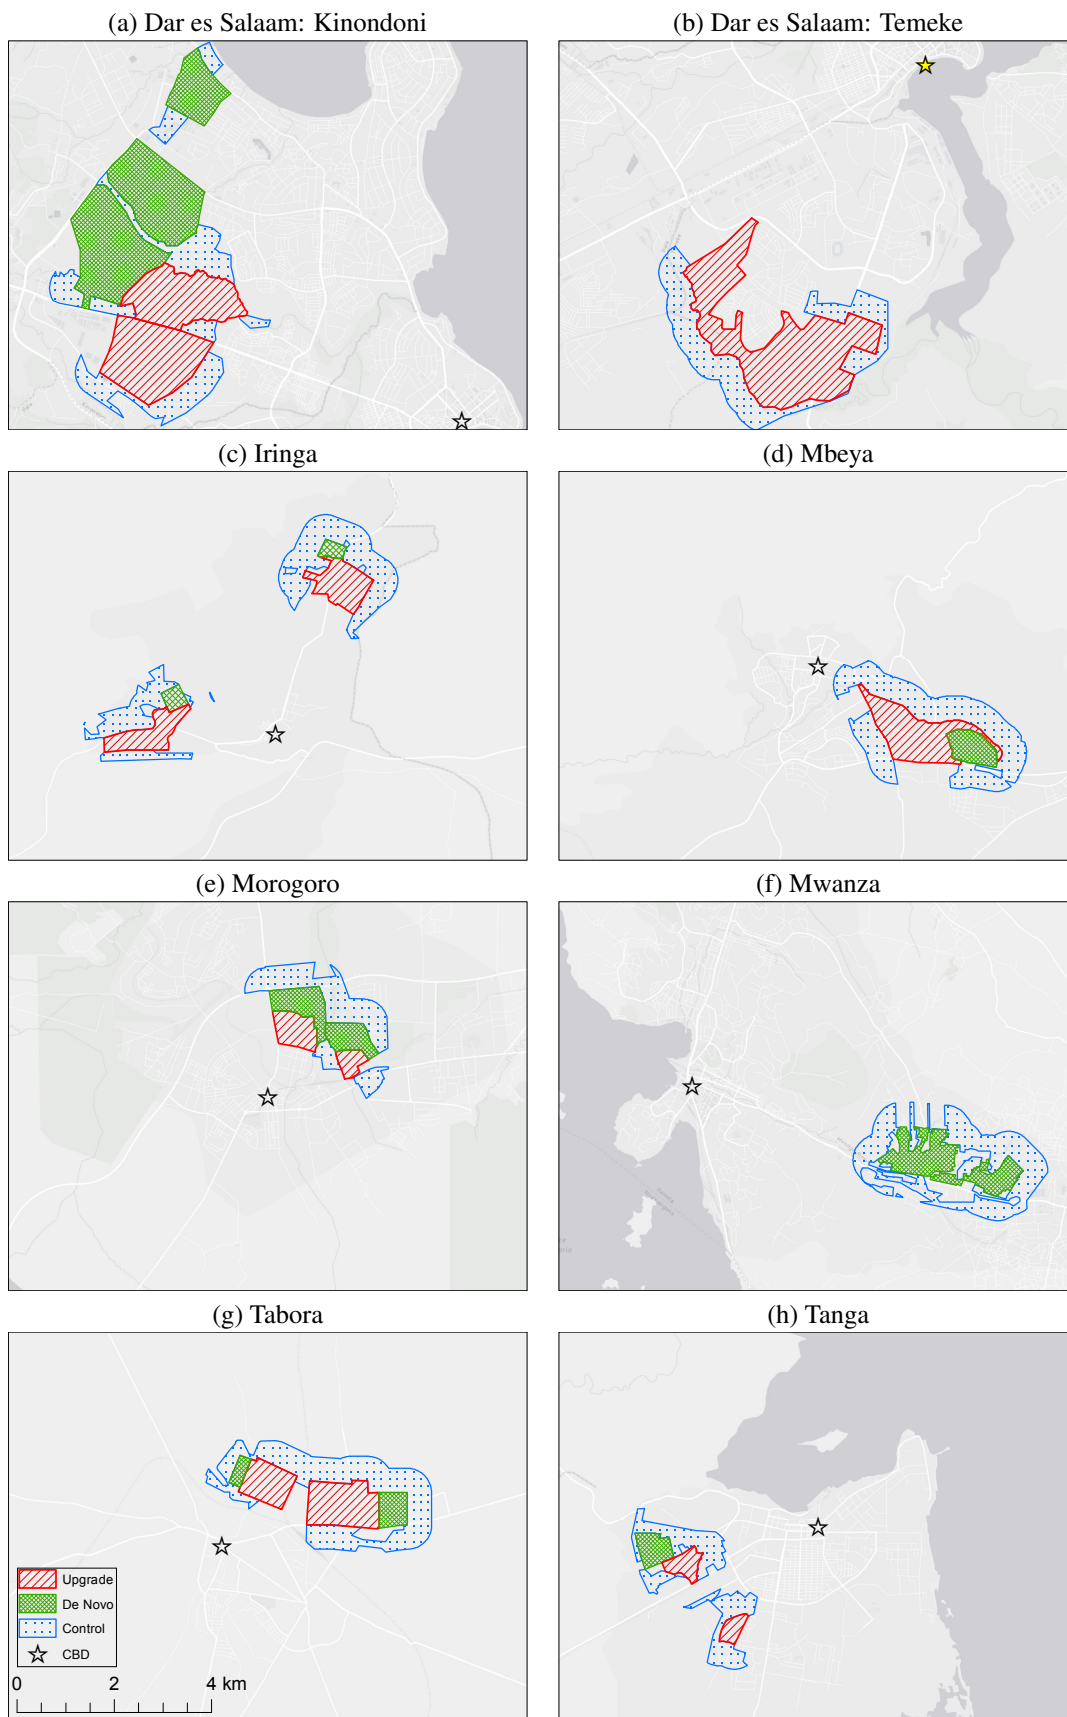 (a) Dar es Salaam: Kinondoni
(b) Dar es Salaam: Temeke
(c) Iringa
(d) Mbeya
(e) Morogoro
(f) Mwanza
(g) Tabora
(h) Tanga
Upgrade
De Novo
Control
CBD
0 2 4 km